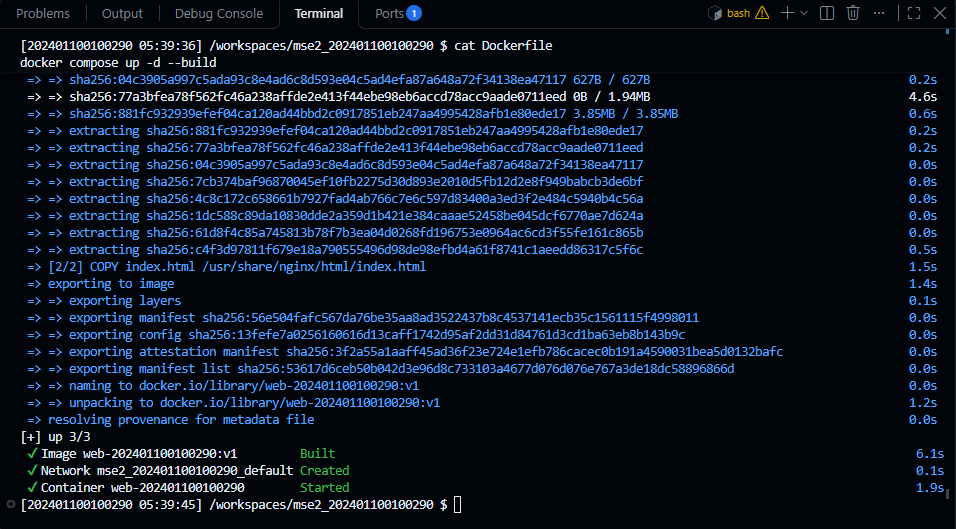 Problems Output Debug Console Terminal Ports 1 bash
[202401100100290 05:39:36] /workspaces/mse2_202401100100290 $ cat Dockerfile
docker compose up -d --build
=> => sha256:04c3905a997c5ada93c8e4ad6c8d593e04c5ad4efa87a648a72f34138ea47117 627B / 627B 0.2s
=> => sha256:77a3bfea78f562fc46a238affde2e413f44ebe98eb6accd78acc9aade0711eed 0B / 1.94MB 4.6s
=> => sha256:881fc932939efef04ca120ad44bbd2c0917851eb247aa4995428afb1e80ede17 3.85MB / 3.85MB 0.6s
=> => extracting sha256:881fc932939efef04ca120ad44bbd2c0917851eb247aa4995428afb1e80ede17 0.2s
=> => extracting sha256:77a3bfea78f562fc46a238affde2e413f44ebe98eb6accd78acc9aade0711eed 0.2s
=> => extracting sha256:04c3905a997c5ada93c8e4ad6c8d593e04c5ad4efa87a648a72f34138ea47117 0.0s
=> => extracting sha256:7cb374baf96870045ef10fb2275d30d893e2010d5fb12d2e8f949babcb3de6bf 0.0s
=> => extracting sha256:4c8c172c658661b7927fad4ab766c7e6c597d83400a3ed3f2e484c5940b4c56a 0.0s
=> => extracting sha256:1dc588c89da10830dde2a359d1b421e384caaae52458be045dcf6770ae7d624a 0.0s
=> => extracting sha256:61d8f4c85a745813b78f7b3ea04d0268fd196753e0964ac6cd3f55fe161c865b 0.0s
=> => extracting sha256:c4f3d97811f679e18a790555496d98de98efbd4a61f8741c1aeedd86317c5f6c 0.5s
=> [2/2] COPY index.html /usr/share/nginx/html/index.html 1.5s
=> exporting to image 1.4s
=> => exporting layers 0.1s
=> => exporting manifest sha256:56e504fafc567da76be35aa8ad3522437b8c4537141ecb35c1561115f4998011 0.0s
=> => exporting config sha256:13fefe7a0256160616d13caff1742d95af2dd31d84761d3cd1ba63eb8b143b9c 0.0s
=> => exporting attestation manifest sha256:3f2a55a1aaff45ad36f23e724e1efb786cacec0b191a4590031bea5d0132bafc 0.0s
=> => exporting manifest list sha256:53617d6ceb50b042d3e96d8c733103a4677d076d076e767a3de18dc58896866d 0.0s
=> => naming to docker.io/library/web-202401100100290:v1 0.0s
=> => unpacking to docker.io/library/web-202401100100290:v1 1.2s
=> resolving provenance for metadata file 0.0s
[+] up 3/3
✓ Image web-202401100100290:v1 Built 6.1s
✓ Network mse2_202401100100290_default Created 0.1s
✓ Container web-202401100100290 Started 1.9s
[202401100100290 05:39:45] /workspaces/mse2_202401100100290 $